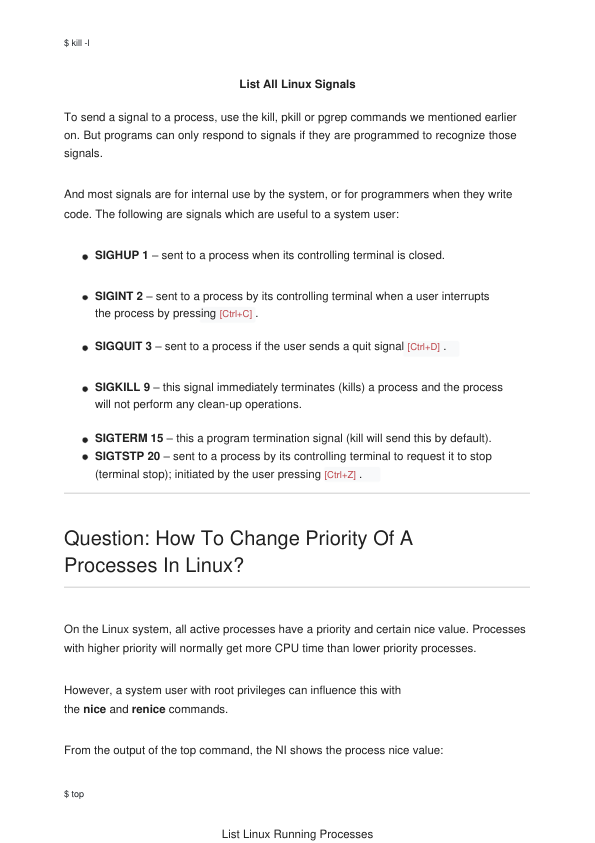 $ kill -l
List All Linux Signals
To send a signal to a process, use the kill, pkill or pgrep commands we mentioned earlier
on. But programs can only respond to signals if they are programmed to recognize those
signals.
And most signals are for internal use by the system, or for programmers when they write
code. The following are signals which are useful to a system user:
● SIGHUP 1 – sent to a process when its controlling terminal is closed.
● SIGINT 2 – sent to a process by its controlling terminal when a user interrupts
the process by pressing [Ctrl+C] .
● SIGQUIT 3 – sent to a process if the user sends a quit signal [Ctrl+D] .
● SIGKILL 9 – this signal immediately terminates (kills) a process and the process
will not perform any clean-up operations.
● SIGTERM 15 – this a program termination signal (kill will send this by default).
● SIGTSTP 20 – sent to a process by its controlling terminal to request it to stop
(terminal stop); initiated by the user pressing [Ctrl+Z] .
Question: How To Change Priority Of A
Processes In Linux?
On the Linux system, all active processes have a priority and certain nice value. Processes
with higher priority will normally get more CPU time than lower priority processes.
However, a system user with root privileges can influence this with
the nice and renice commands.
From the output of the top command, the NI shows the process nice value:
$ top
List Linux Running Processes